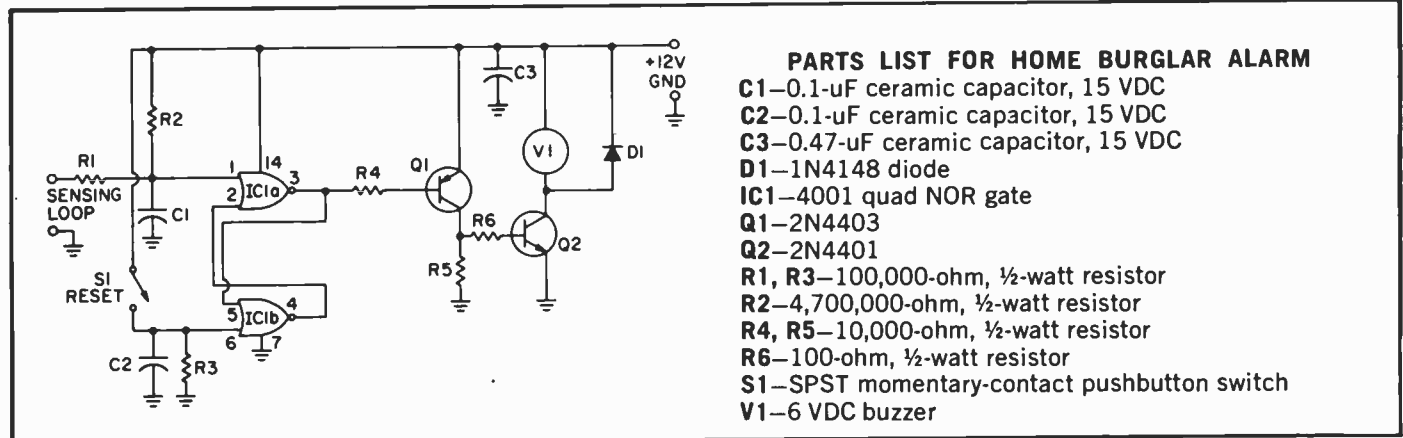 +12V
GND
C3
R2
R1
SENSING
LOOP
1
14
2
IC1a
3
R4
Q1
V1
D1
C1
R6
Q2
R5
S1
RESET
5
IC1b
4
6
7
C2
R3
PARTS LIST FOR HOME BURGLAR ALARM
C1—0.1-uF ceramic capacitor, 15 VDC
C2—0.1-uF ceramic capacitor, 15 VDC
C3—0.47-uF ceramic capacitor, 15 VDC
D1—1N4148 diode
IC1—4001 quad NOR gate
Q1—2N4403
Q2—2N4401
R1, R3—100,000-ohm, ½-watt resistor
R2—4,700,000-ohm, ½-watt resistor
R4, R5—10,000-ohm, ½-watt resistor
R6—100-ohm, ½-watt resistor
S1—SPST momentary-contact pushbutton switch
V1—6 VDC buzzer